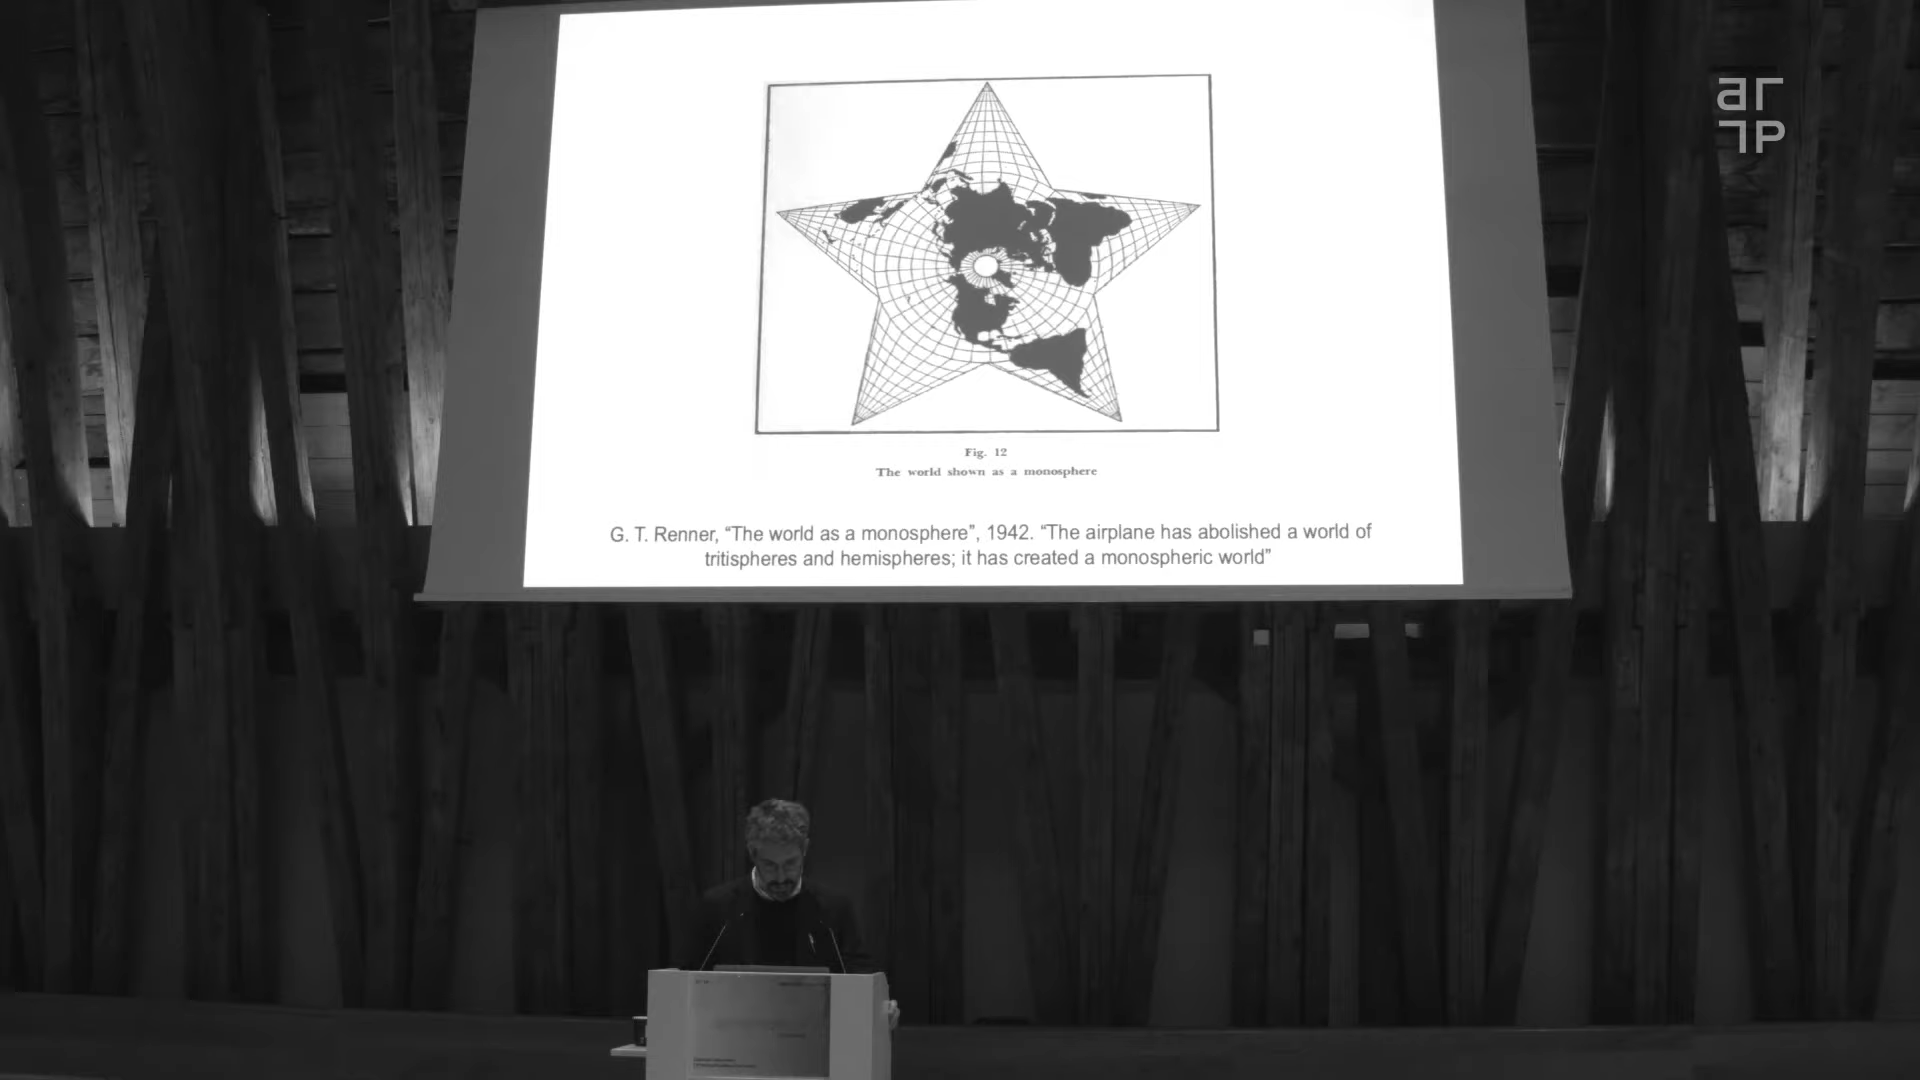 ar
7P
Fig. 12
The world shown as a monosphere
G. T. Renner, “The world as a monosphere”, 1942. “The airplane has abolished a world of
tritispheres and hemispheres; it has created a monospheric world”